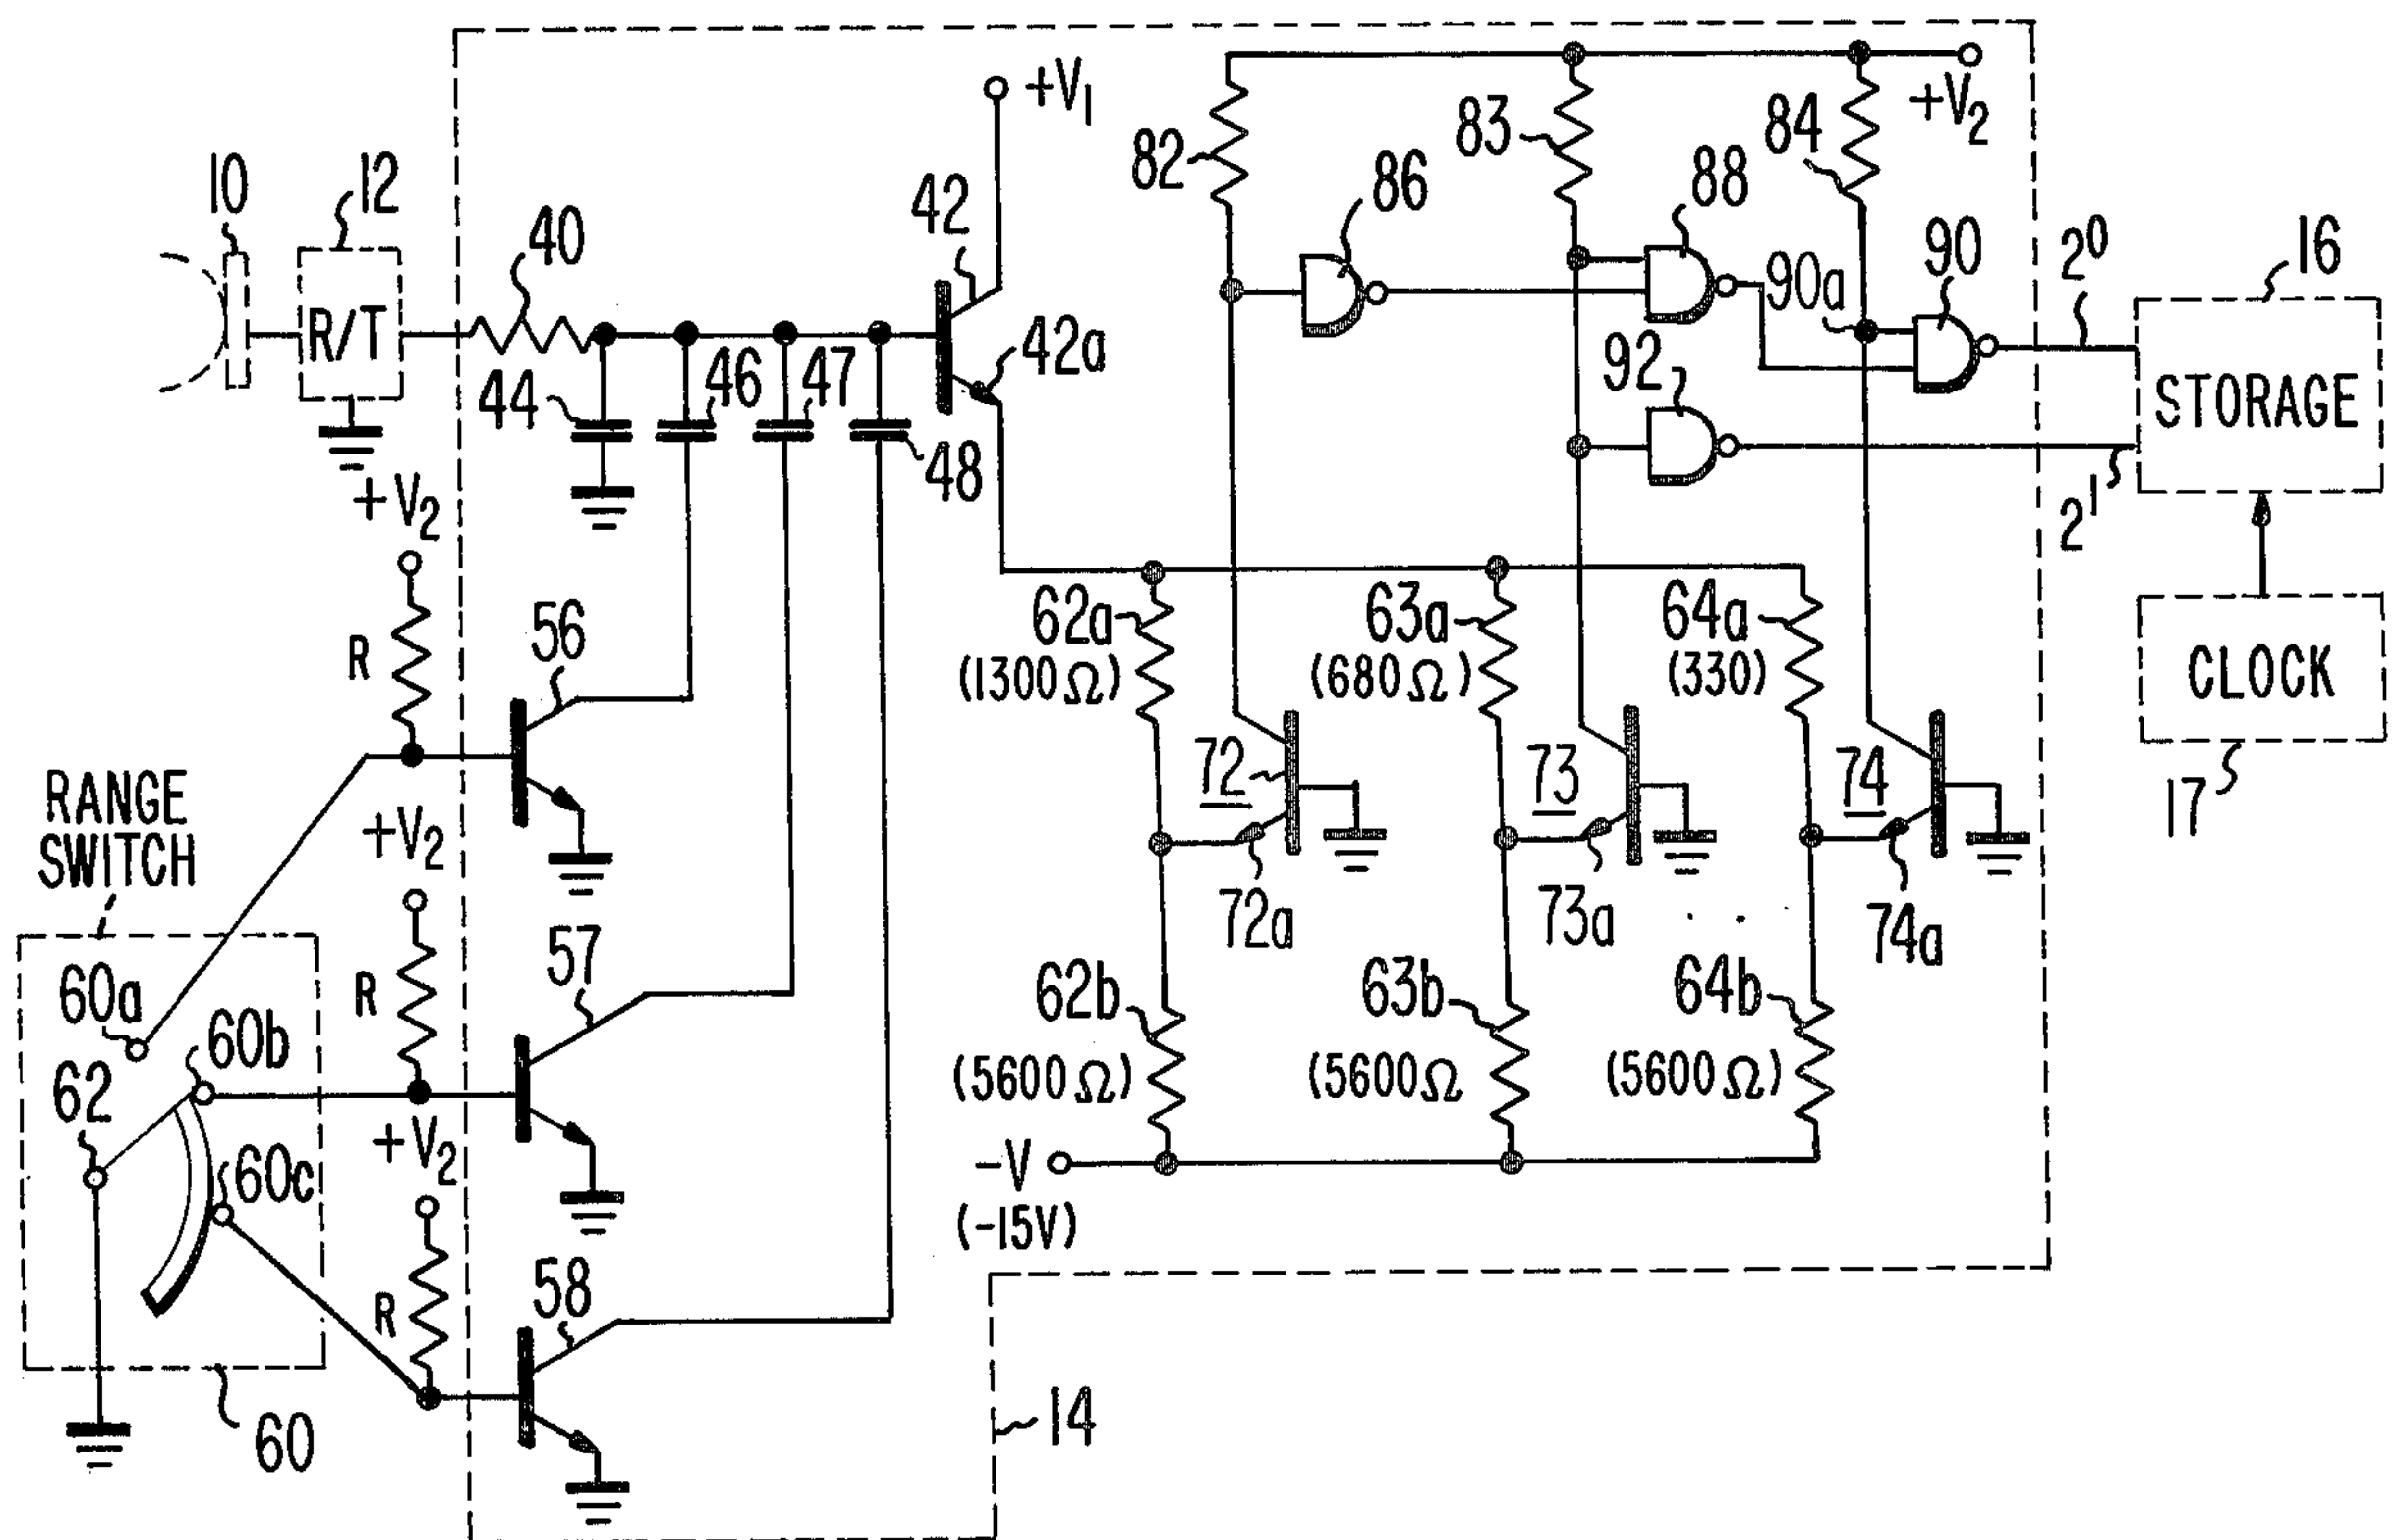 +V1
+V2
82
83
84
10
12
42
86
88
90
2⁰
16
40
R/T
90a
42a
92
STORAGE
44
46
47
48
+V2
2¹
R
56
62a
(1300Ω)
63a
(680Ω)
64a
(330)
CLOCK
17
72
73
74
RANGE
SWITCH
+V2
72a
73a
74a
R
57
60a
60b
62
62b
(5600Ω)
63b
(5600Ω
64b
(5600Ω)
+V2
60c
-V
(-15V)
R
58
60
14